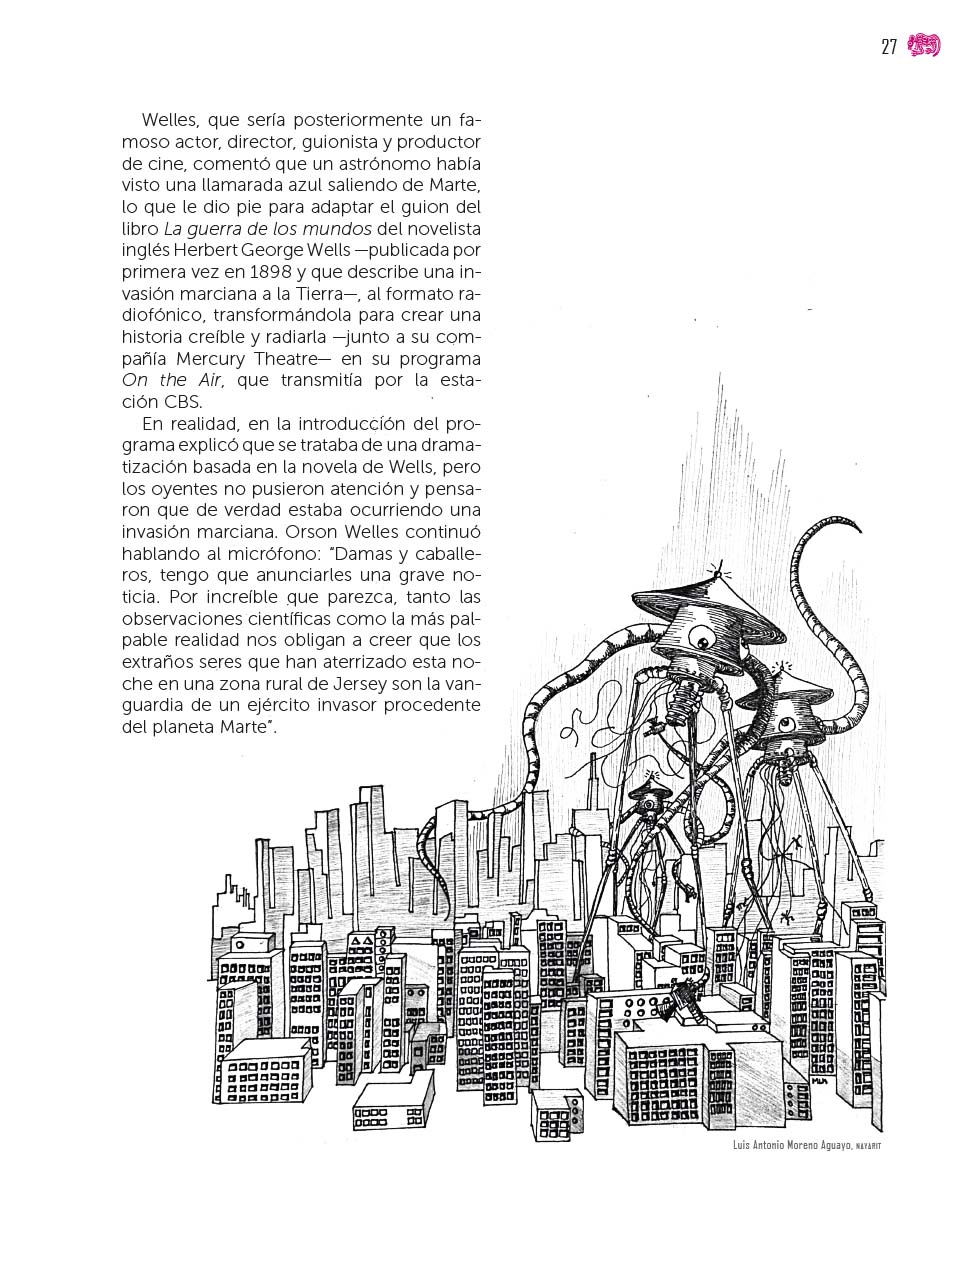 27
Welles, que sería posteriormente un fa-
moso actor, director, guionista y productor
de cine, comentó que un astrónomo había
visto una llamarada azul saliendo de Marte,
lo que le dio pie para adaptar el guion del
libro La guerra de los mundos del novelista
inglés Herbert George Wells —publicada por
primera vez en 1898 y que describe una in-
vasión marciana a la Tierra—, al formato ra-
diofónico, transformándola para crear una
historia creíble y radiarla —junto a su com-
pañía Mercury Theatre— en su programa
On the Air, que transmitía por la esta-
ción CBS.
En realidad, en la introduccíón del pro-
grama explicó que se trataba de una drama-
tización basada en la novela de Wells, pero
los oyentes no pusieron atención y pensa-
ron que de verdad estaba ocurriendo una
invasión marciana. Orson Welles continuó
hablando al micrófono: “Damas y caballe-
ros, tengo que anunciarles una grave no-
ticia. Por increíble que parezca, tanto las
observaciones científicas como la más pal-
pable realidad nos obligan a creer que los
extraños seres que han aterrizado esta no-
che en una zona rural de Jersey son la van-
guardia de un ejército invasor procedente
del planeta Marte”.
MLM
Luis Antonio Moreno Aguayo, NAYARIT